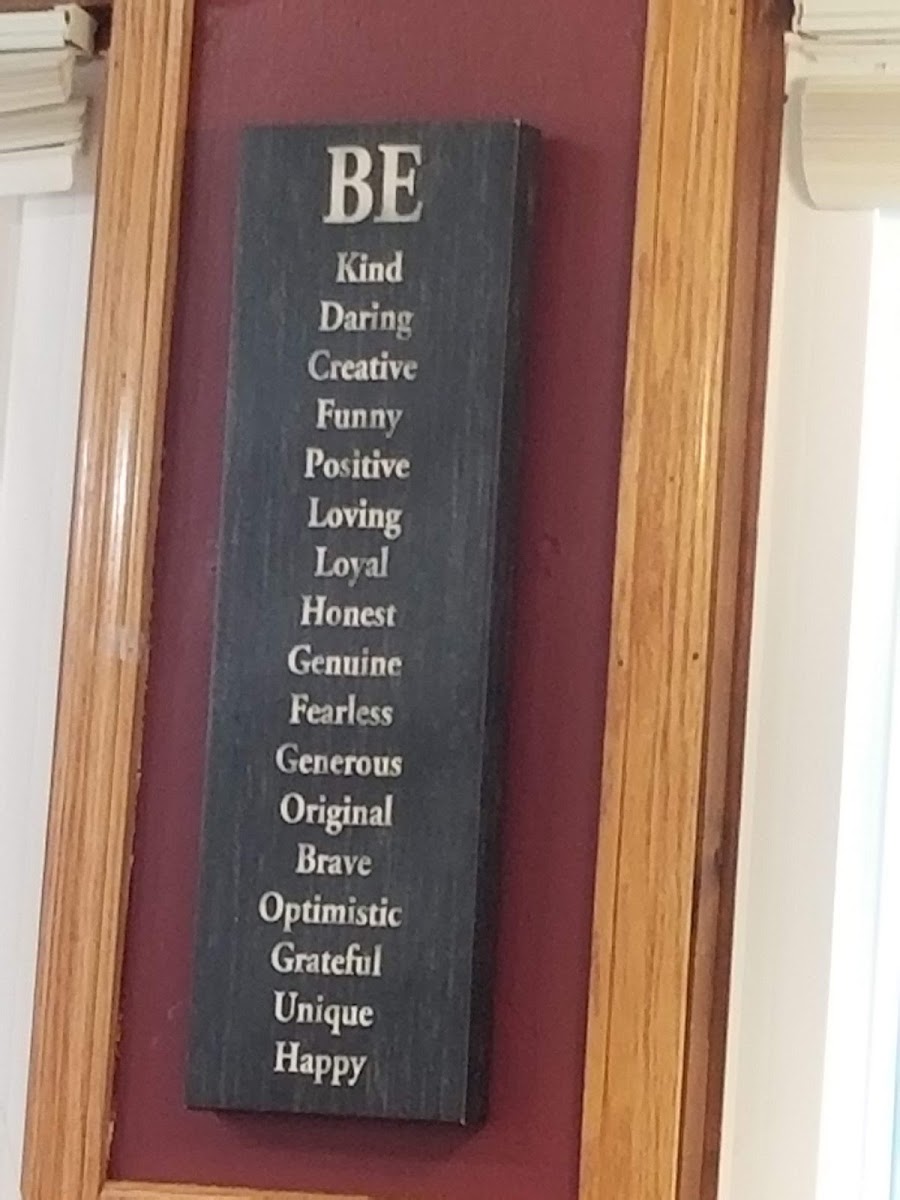 BE
Kind
Daring
Creative
Funny
Positive
Loving
Loyal
Honest
Genuine
Fearless
Generous
Original
Brave
Optimistic
Grateful
Unique
Happy